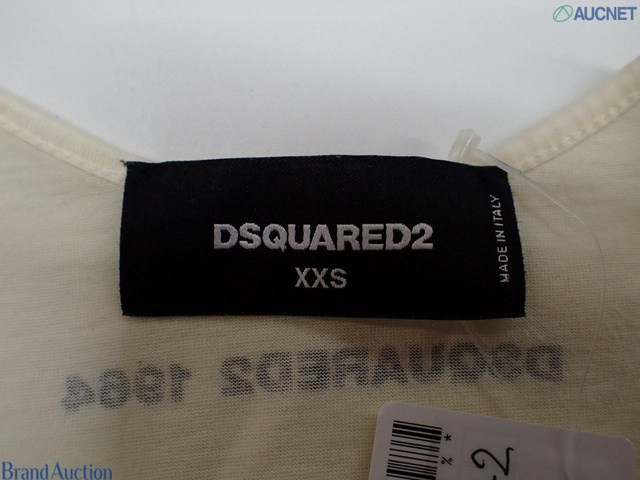 AUCNET
DSQUARED2
XXS
MADE IN ITALY
DSQUARED2 1964
Brand Auction